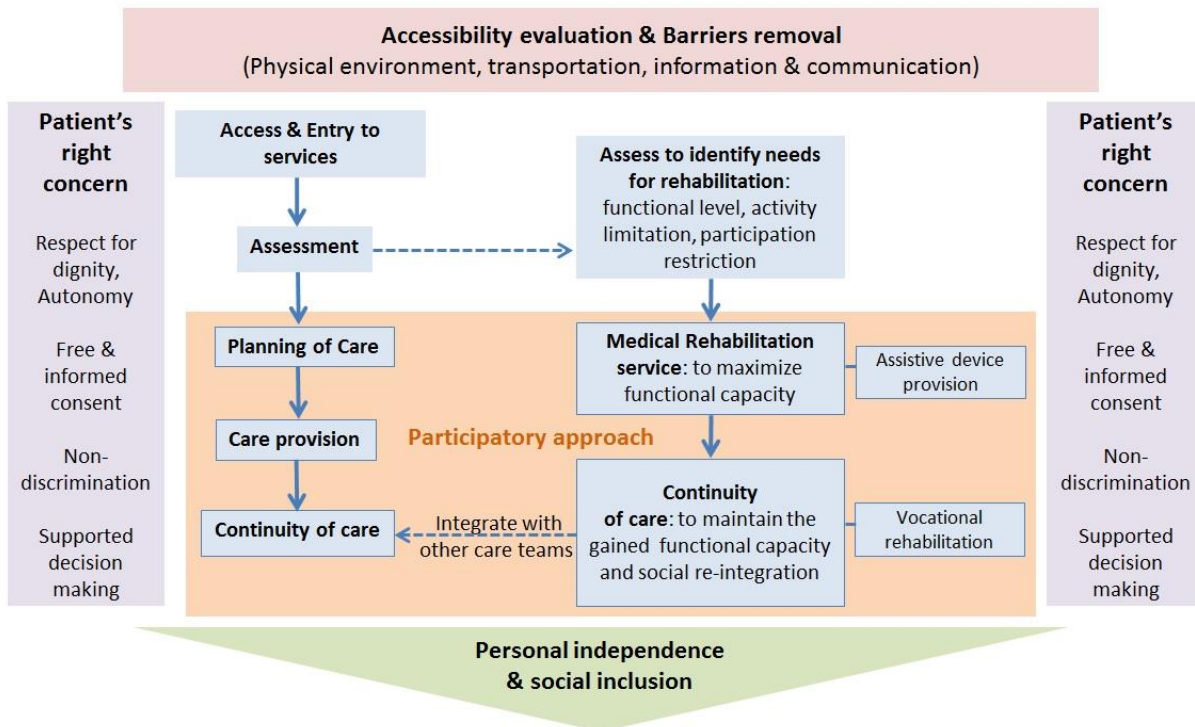 Accessibility evaluation & Barriers removal
(Physical environment, transportation, information & communication)
Patient's
right
concern
Respect for
dignity,
Autonomy
Free &
informed
consent
Non-
discrimination
Supported
decision
making
Access & Entry to
services
Assessment
Planning of Care
Care provision
Continuity of care
Participatory approach
Integrate with
other care teams
Assess to identify needs
for rehabilitation:
functional level, activity
limitation, participation
restriction
Medical Rehabilitation
service: to maximize
functional capacity
Assistive device
provision
Continuity
of care: to maintain the
gained functional capacity
and social re-integration
Vocational
rehabilitation
Patient's
right
concern
Respect for
dignity,
Autonomy
Free &
informed
consent
Non-
discrimination
Supported
decision
making
Personal independence
& social inclusion